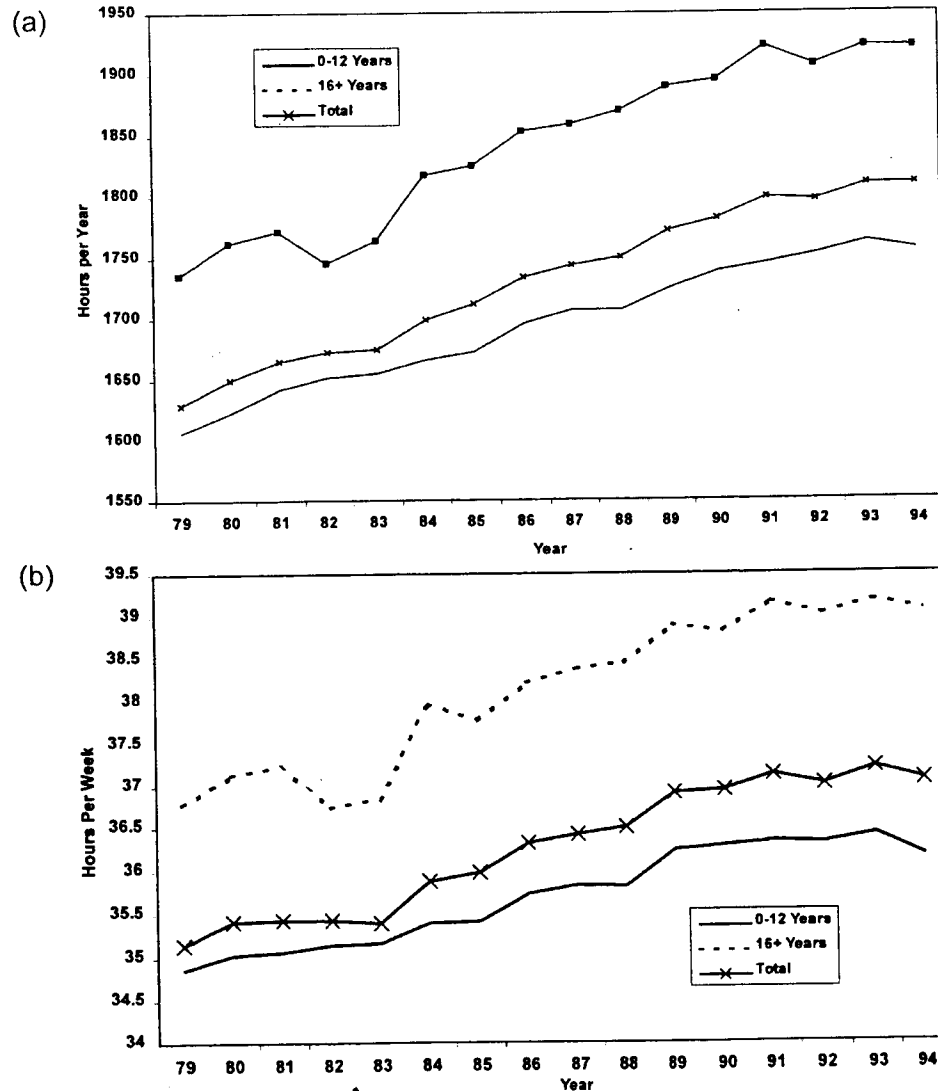 (a)
1950
1900
1850
1800
1750
1700
1650
1600
1550
Hours per Year
0-12 Years
16+ Years
Total
79 80 81 82 83 84 85 86 87 88 89 90 91 92 93 94
Year
(b)
39.5
39
38.5
38
37.5
37
36.5
36
35.5
35
34.5
34
Hours Per Week
0-12 Years
16+ Years
Total
79 80 81 82 83 84 85 86 87 88 89 90 91 92 93 94
Year